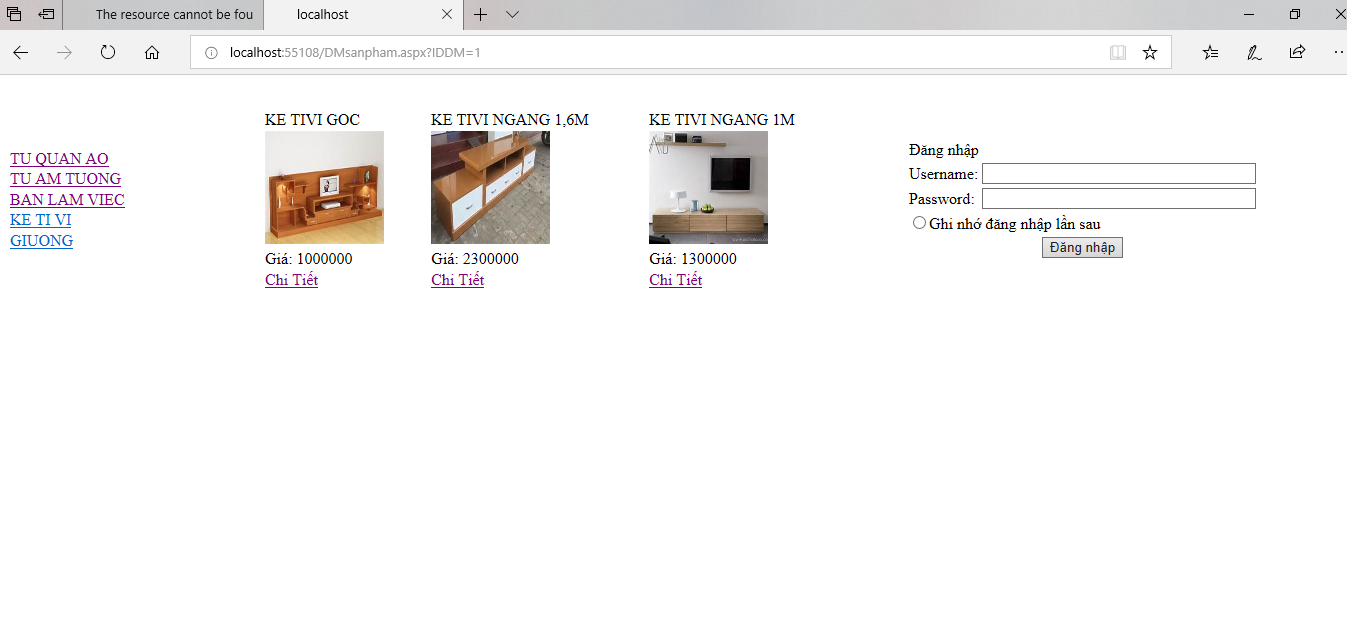 The resource cannot be fou
localhost
localhost:55108/DMsanpham.aspx?IDDM=1
TU QUAN AO
TU AM TUONG
BAN LAM VIEC
KE TI VI
GIUONG
KE TIVI GOC
Giá: 1000000
Chi Tiết
KE TIVI NGANG 1,6M
Giá: 2300000
Chi Tiết
KE TIVI NGANG 1M
Giá: 1300000
Chi Tiết
Đăng nhập
Username:
Password:
Ghi nhớ đăng nhập lần sau
Đăng nhập